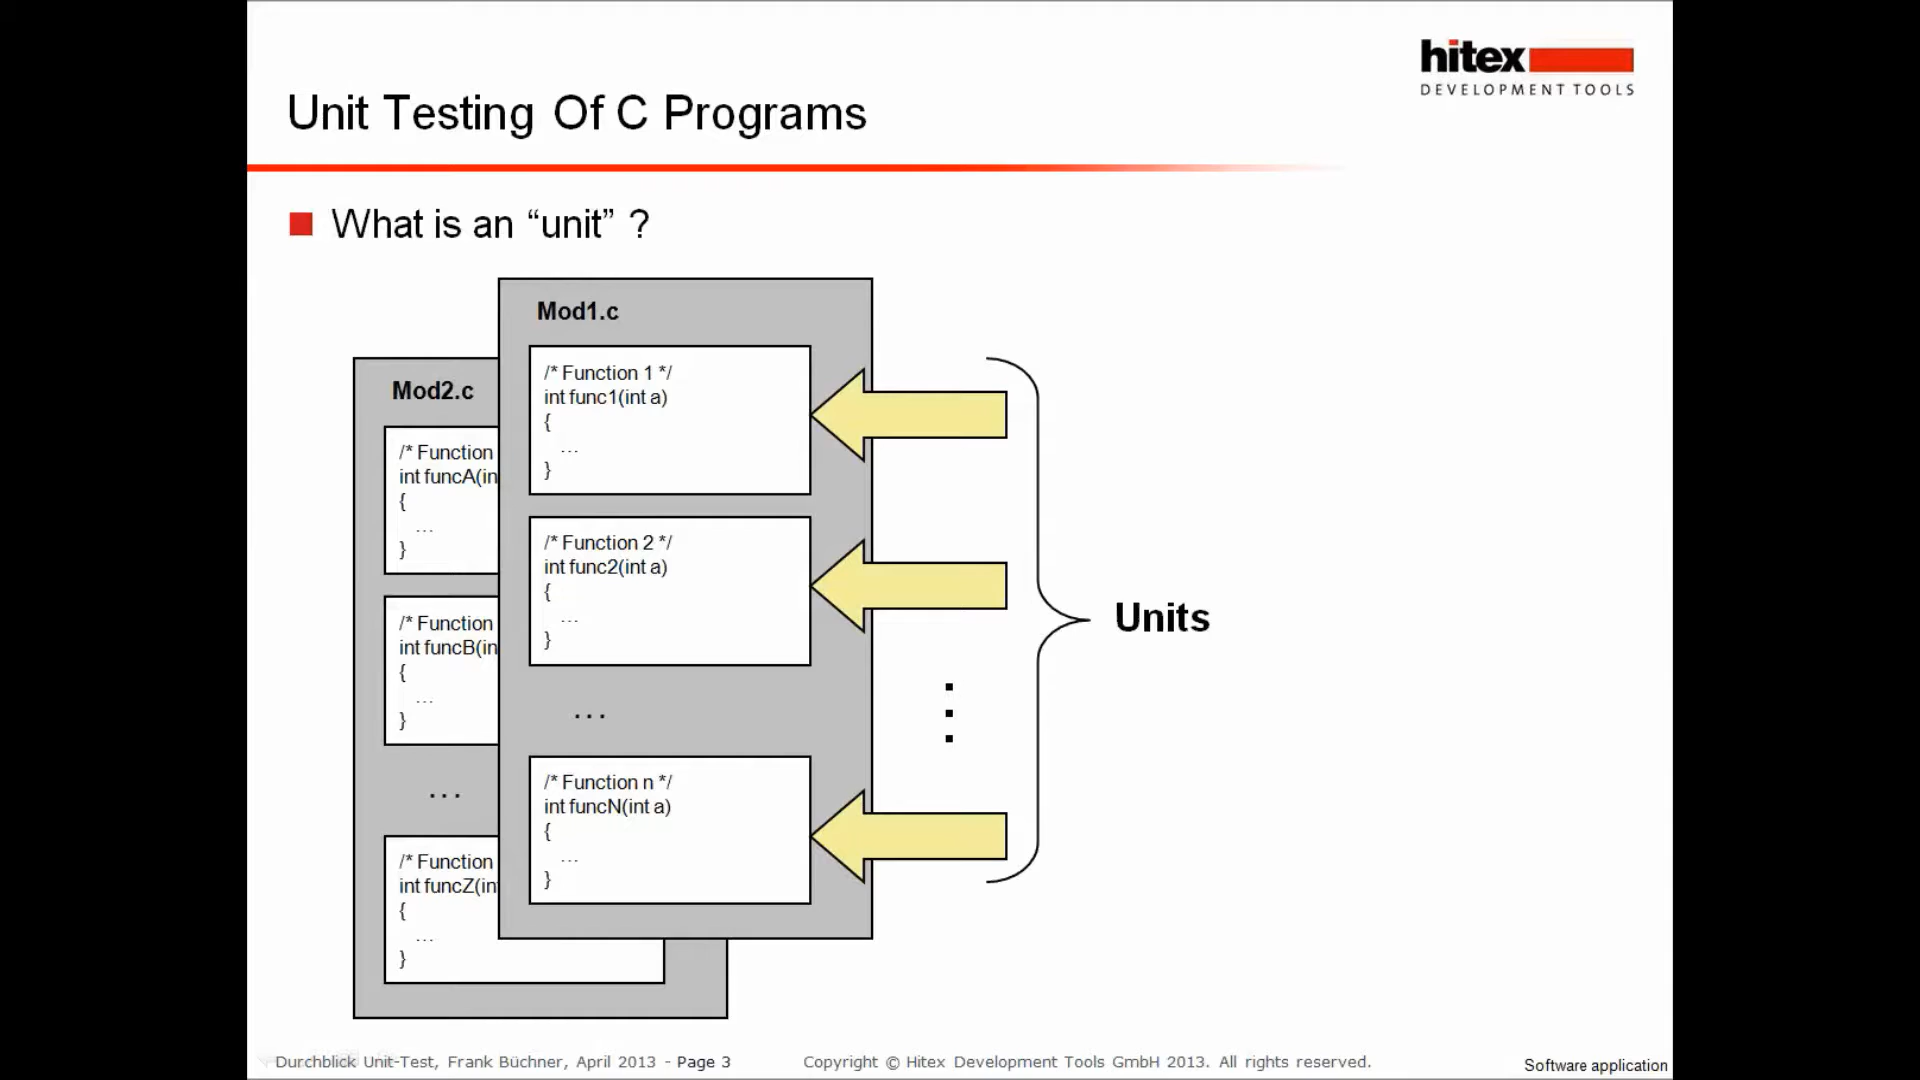 hitex
DEVELOPMENT TOOLS
Unit Testing Of C Programs
What is an “unit” ?
Mod1.c
/* Function 1 */
int func1(int a)
{
...
}
/* Function 2 */
int func2(int a)
{
...
}
...
/* Function n */
int funcN(int a)
{
...
}
Mod2.c
/* Function
int funcA(in
{
...
}
/* Function
int funcB(in
{
...
}
...
/* Function
int funcZ(in
{
...
}
Units
Durchblick Unit-Test, Frank Büchner, April 2013 - Page 3
Copyright © Hitex Development Tools GmbH 2013. All rights reserved.
Software application